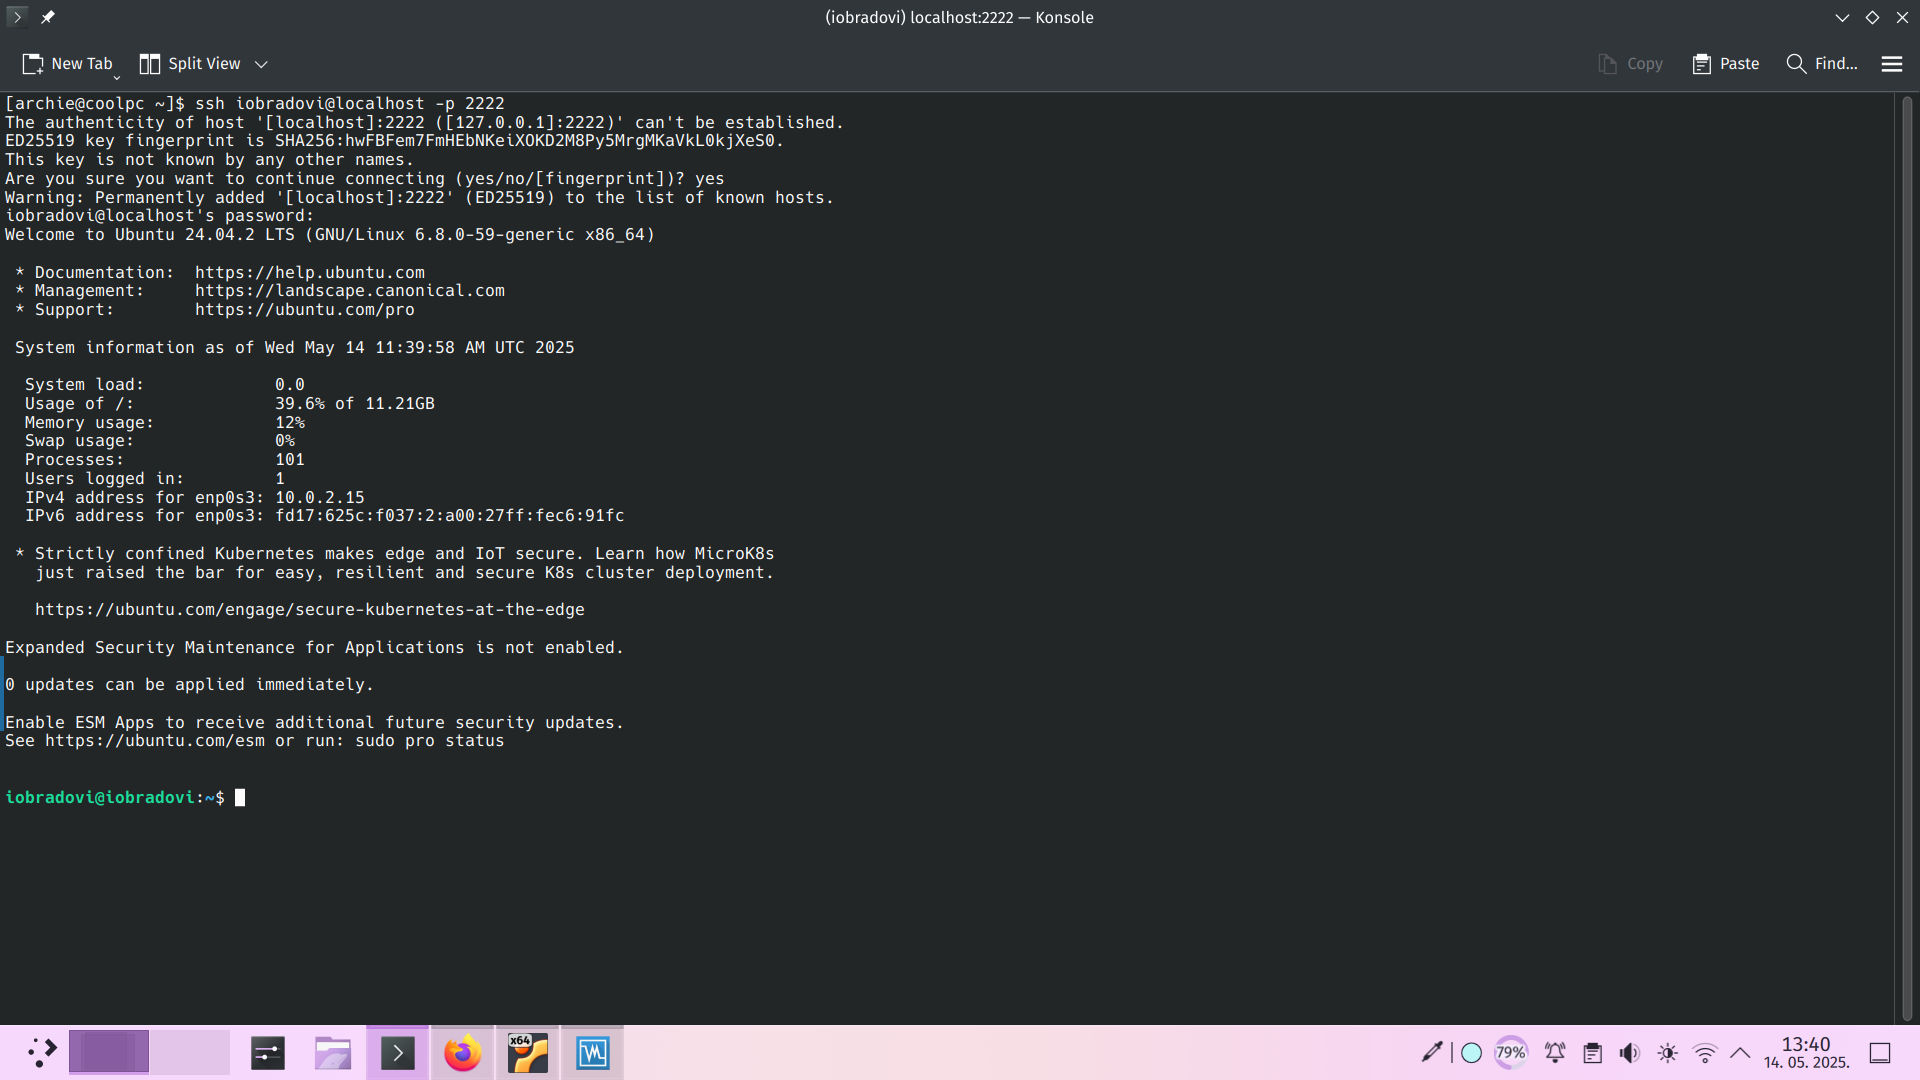 (iobradovi) localhost:2222 — Konsole
New Tab
Split View
Copy
Paste
Find...
[archie@coolpc ~]$ ssh iobradovi@localhost -p 2222
The authenticity of host '[localhost]:2222 ([127.0.0.1]:2222)' can't be established.
ED25519 key fingerprint is SHA256:hwFBFem7FmHEbNKeiXOKD2M8Py5MrgMKaVkL0kjXeS0.
This key is not known by any other names.
Are you sure you want to continue connecting (yes/no/[fingerprint])? yes
Warning: Permanently added '[localhost]:2222' (ED25519) to the list of known hosts.
iobradovi@localhost's password:
Welcome to Ubuntu 24.04.2 LTS (GNU/Linux 6.8.0-59-generic x86_64)
* Documentation:  https://help.ubuntu.com
* Management:     https://landscape.canonical.com
* Support:        https://ubuntu.com/pro
System information as of Wed May 14 11:39:58 AM UTC 2025
System load:             0.0
Usage of /:              39.6% of 11.21GB
Memory usage:            12%
Swap usage:              0%
Processes:               101
Users logged in:         1
IPv4 address for enp0s3: 10.0.2.15
IPv6 address for enp0s3: fd17:625c:f037:2:a00:27ff:fec6:91fc
* Strictly confined Kubernetes makes edge and IoT secure. Learn how MicroK8s
just raised the bar for easy, resilient and secure K8s cluster deployment.
https://ubuntu.com/engage/secure-kubernetes-at-the-edge
Expanded Security Maintenance for Applications is not enabled.
0 updates can be applied immediately.
Enable ESM Apps to receive additional future security updates.
See https://ubuntu.com/esm or run: sudo pro status
iobradovi@iobradovi:~$
x64
79%
13:40
14. 05. 2025.